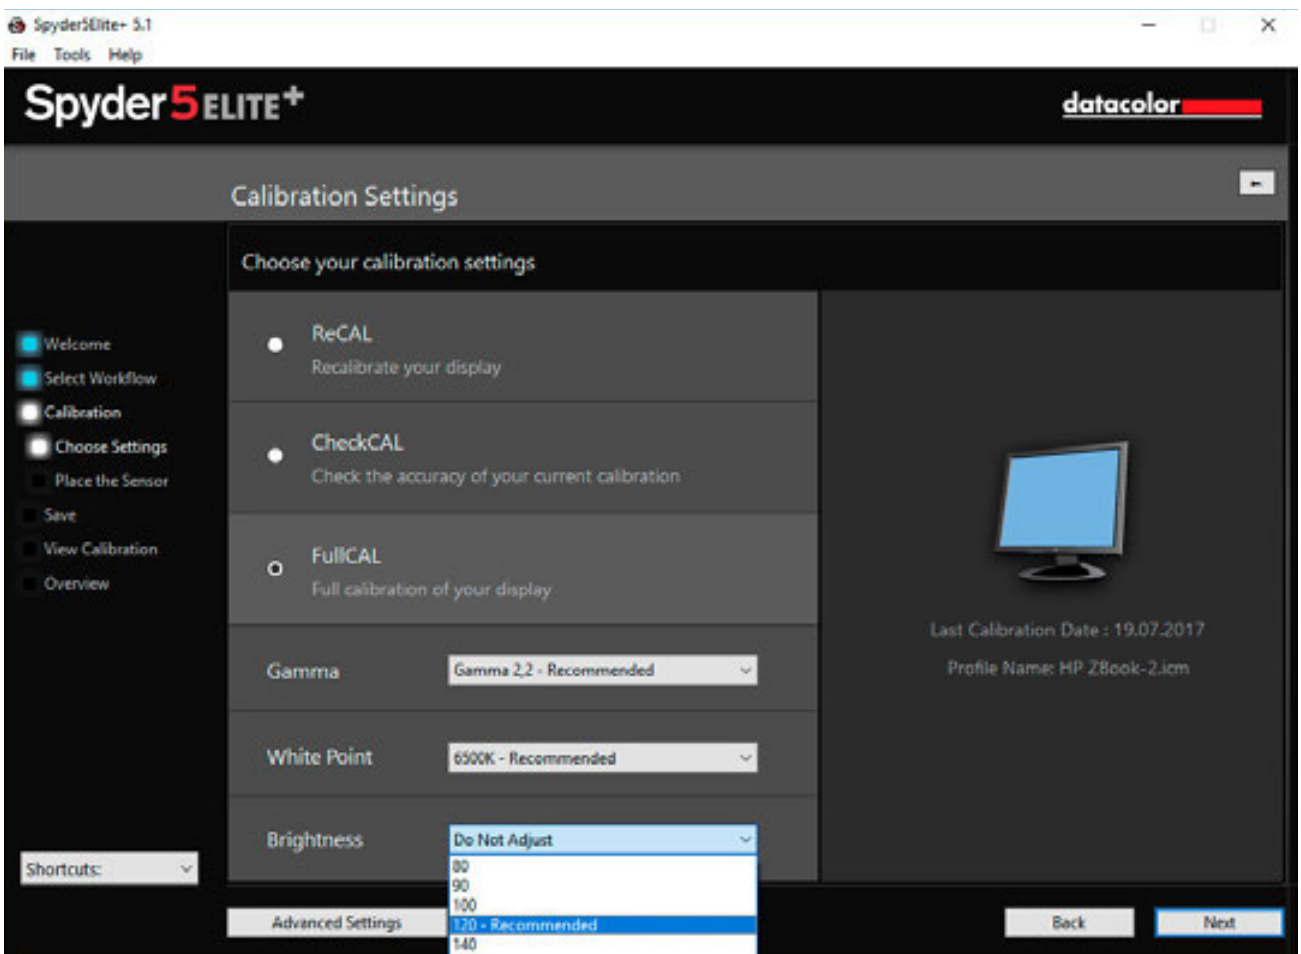 Spyder5Elite+ 5.1
File Tools Help
Spyder5ELITE+
datacolor
Calibration Settings
Choose your calibration settings
Welcome
Select Workflow
Calibration
Choose Settings
Place the Sensor
Save
View Calibration
Overview
Shortcuts:
ReCAL
Recalibrate your display
CheckCAL
Check the accuracy of your current calibration
FullCAL
Full calibration of your display
Gamma
Gamma 2,2 - Recommended
White Point
6500K - Recommended
Brightness
Do Not Adjust
80
90
100
120 - Recommended
140
Last Calibration Date : 19.07.2017
Profile Name: HP ZBook-2.icm
Advanced Settings
Back
Next